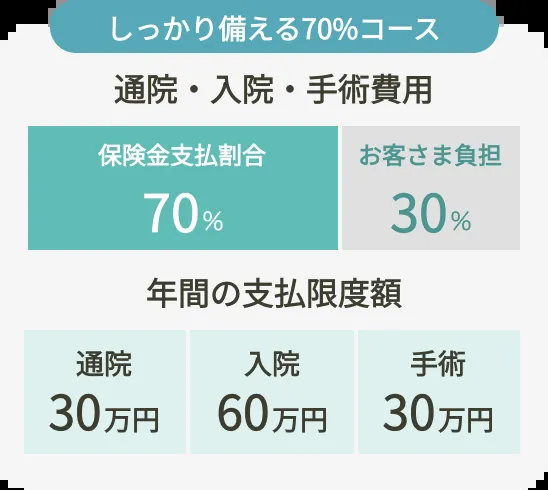 しっかり備える70%コース
通院・入院・手術費用
保険金支払割合 お客さま負担
70% 30%
年間の支払限度額
通院 入院 手術
30万円 60万円 30万円